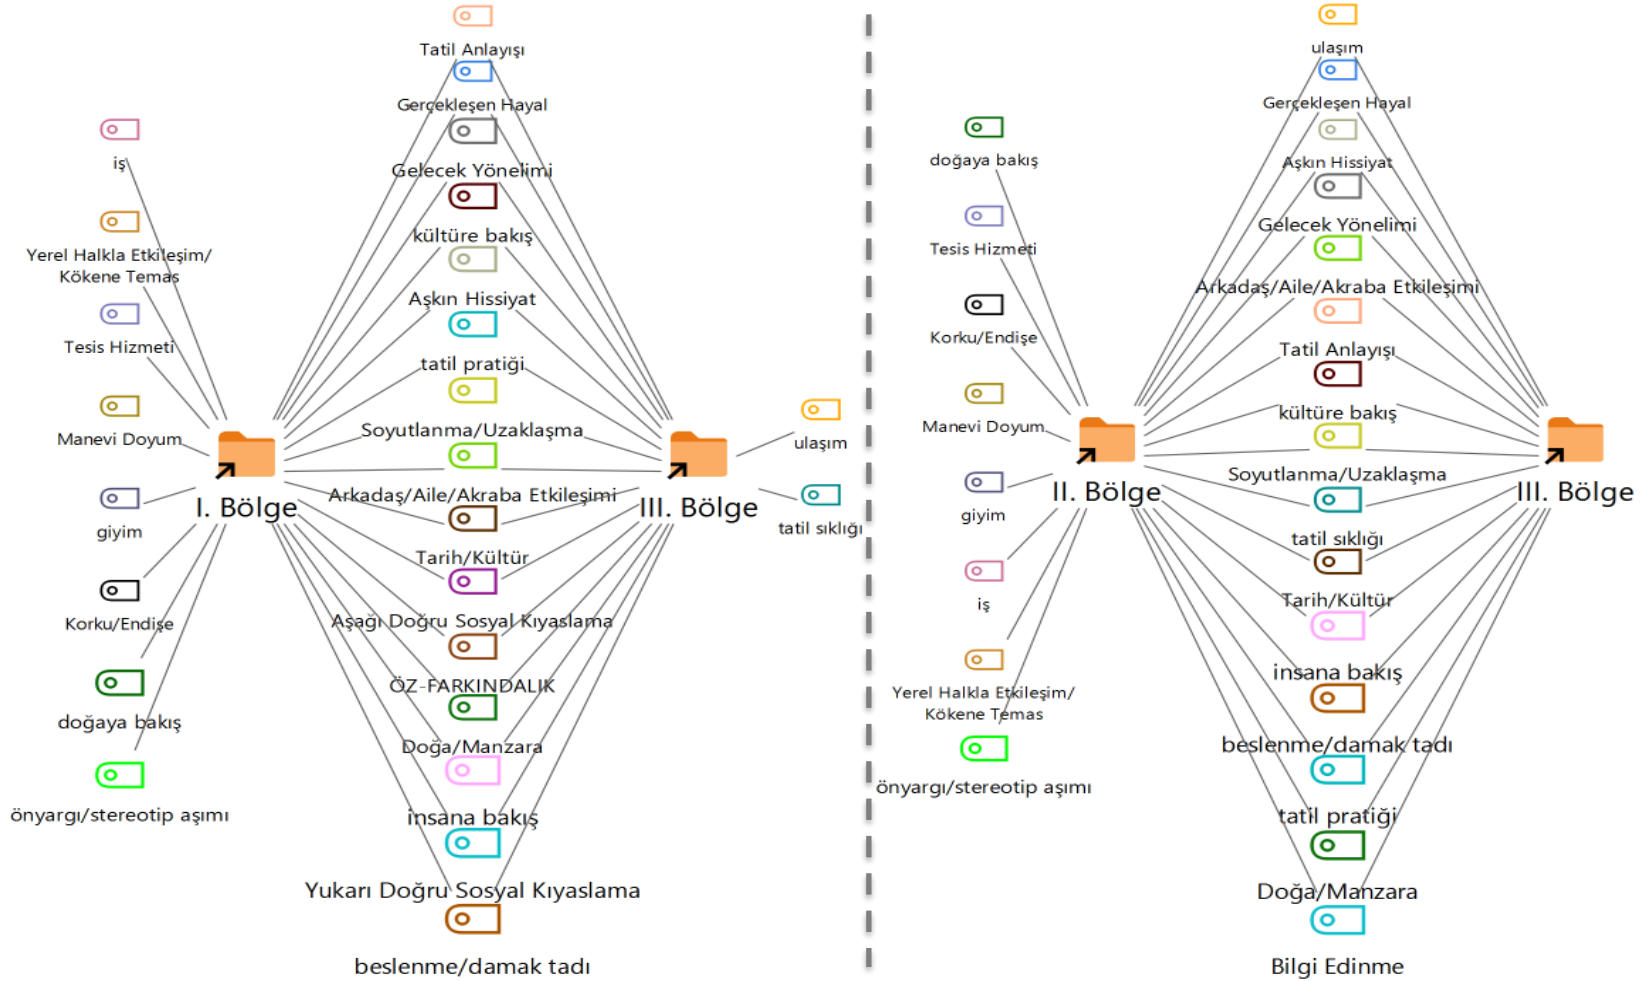 Tatil Anlayışı
Gerçekleşen Hayal
Gelecek Yönelimi
kültüre bakış
Aşkın Hissiyat
tatil pratiği
Soyutlanma/Uzaklaşma
Arkadaş/Aile/Akraba Etkileşimi
Tarih/Kültür
Aşağı Doğru Sosyal Kıyaslama
ÖZ-FARKINDALIK
Doğa/Manzara
insana bakış
Yukarı Doğru Sosyal Kıyaslama
beslenme/damak tadı
iş
Yerel Halkla Etkileşim/
Kökene Temas
Tesis Hizmeti
Manevi Doyum
giyim
Korku/Endişe
doğaya bakış
önyargı/stereotip aşımı
I. Bölge
III. Bölge
ulaşım
tatil sıklığı
ulaşım
Gerçekleşen Hayal
Aşkın Hissiyat
Gelecek Yönelimi
Arkadaş/Aile/Akraba Etkileşimi
Tatil Anlayışı
kültüre bakış
Soyutlanma/Uzaklaşma
tatil sıklığı
Tarih/Kültür
insana bakış
beslenme/damak tadı
tatil pratiği
Doğa/Manzara
Bilgi Edinme
doğaya bakış
Tesis Hizmeti
Korku/Endişe
Manevi Doyum
giyim
iş
Yerel Halkla Etkileşim/
Kökene Temas
önyargı/stereotip aşımı
II. Bölge
III. Bölge